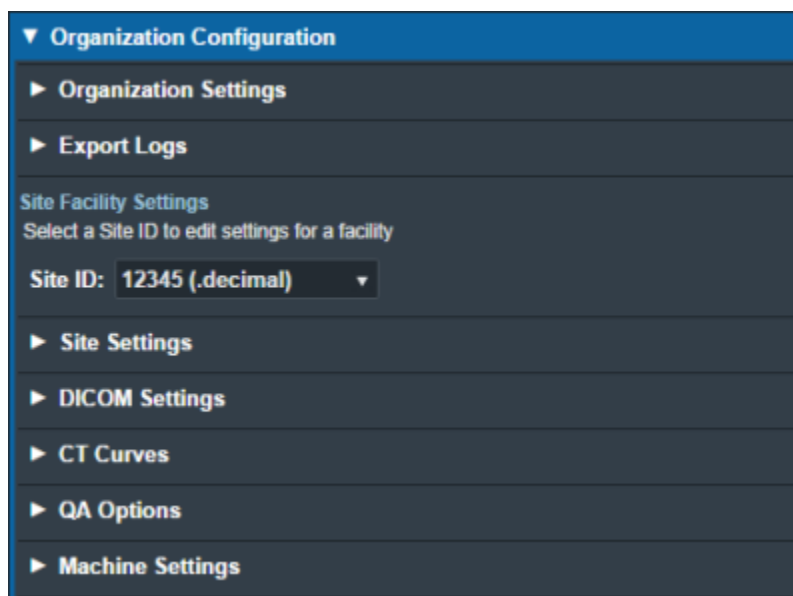 Organization Configuration
Organization Settings
Export Logs
Site Facility Settings
Select a Site ID to edit settings for a facility
Site ID: 12345 (.decimal)
Site Settings
DICOM Settings
CT Curves
QA Options
Machine Settings